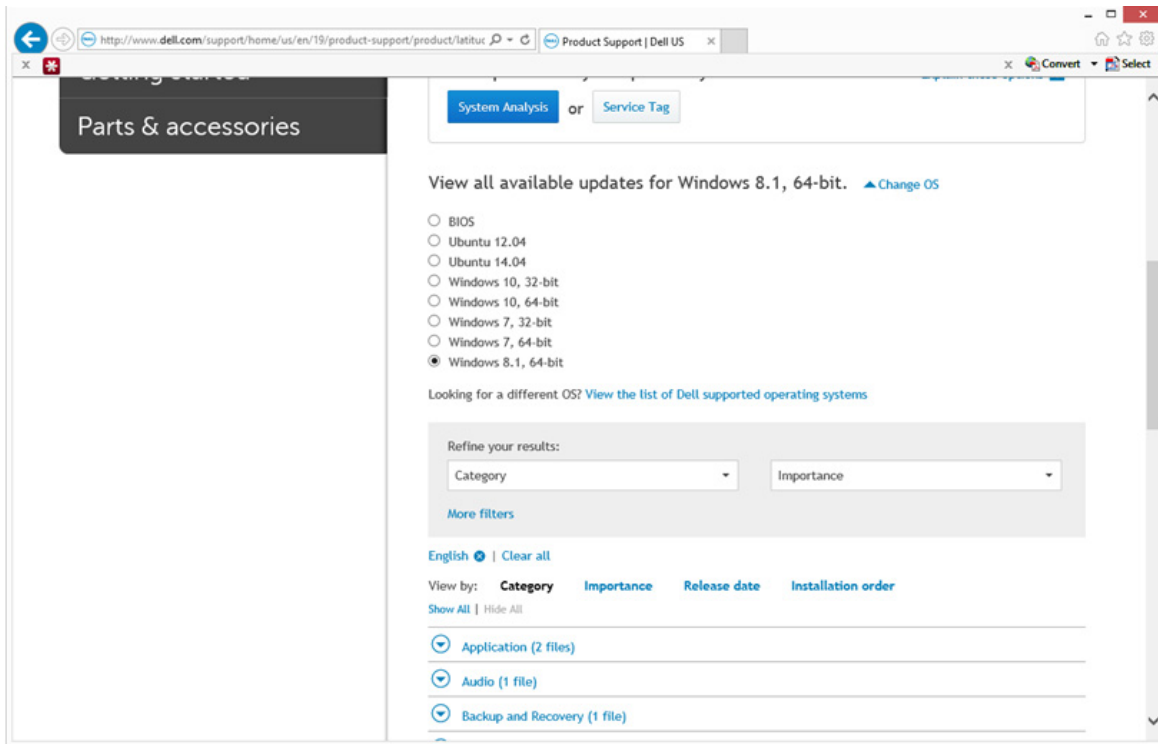 http://www.dell.com/support/home/us/en/19/product-support/product/latituc
Product Support | Dell US
Convert
Select
Parts & accessories
System Analysis or Service Tag
View all available updates for Windows 8.1, 64-bit. Change OS
BIOS
Ubuntu 12.04
Ubuntu 14.04
Windows 10, 32-bit
Windows 10, 64-bit
Windows 7, 32-bit
Windows 7, 64-bit
Windows 8.1, 64-bit
Looking for a different OS? View the list of Dell supported operating systems
Refine your results:
Category
Importance
More filters
English | Clear all
View by: Category Importance Release date Installation order
Show All | Hide All
Application (2 files)
Audio (1 file)
Backup and Recovery (1 file)